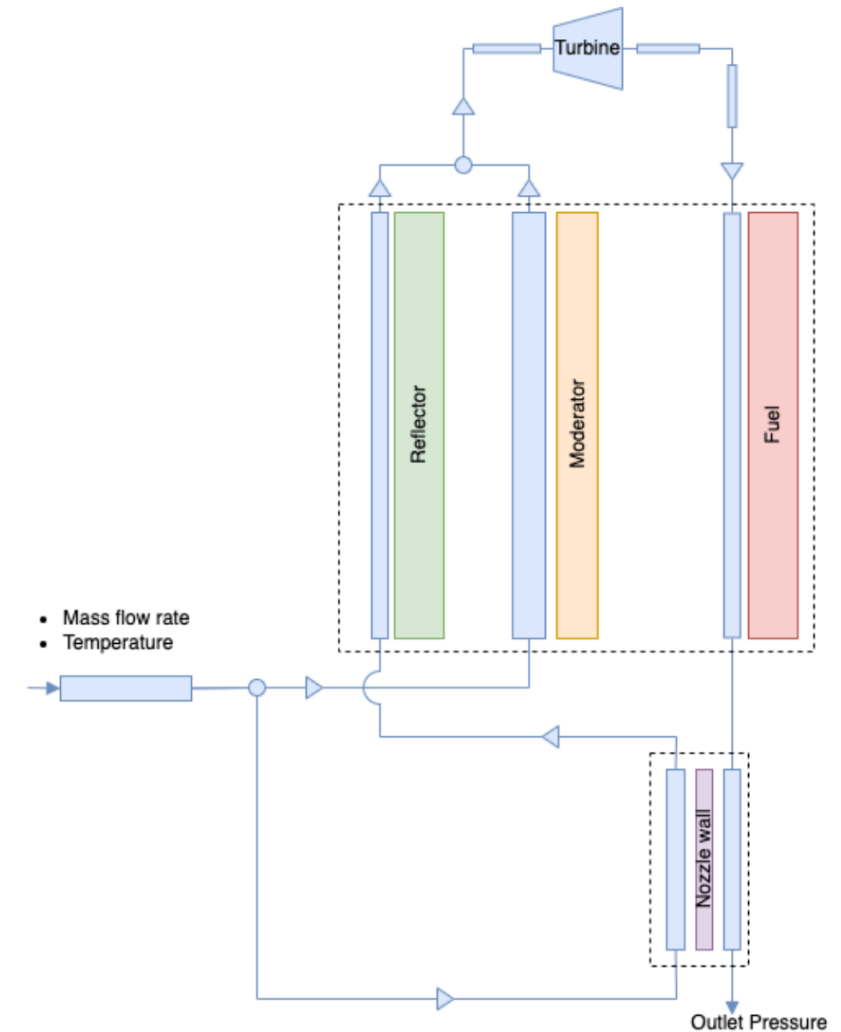 Turbine
Reflector
Moderator
Fuel
• Mass flow rate
• Temperature
Nozzle wall
Outlet Pressure